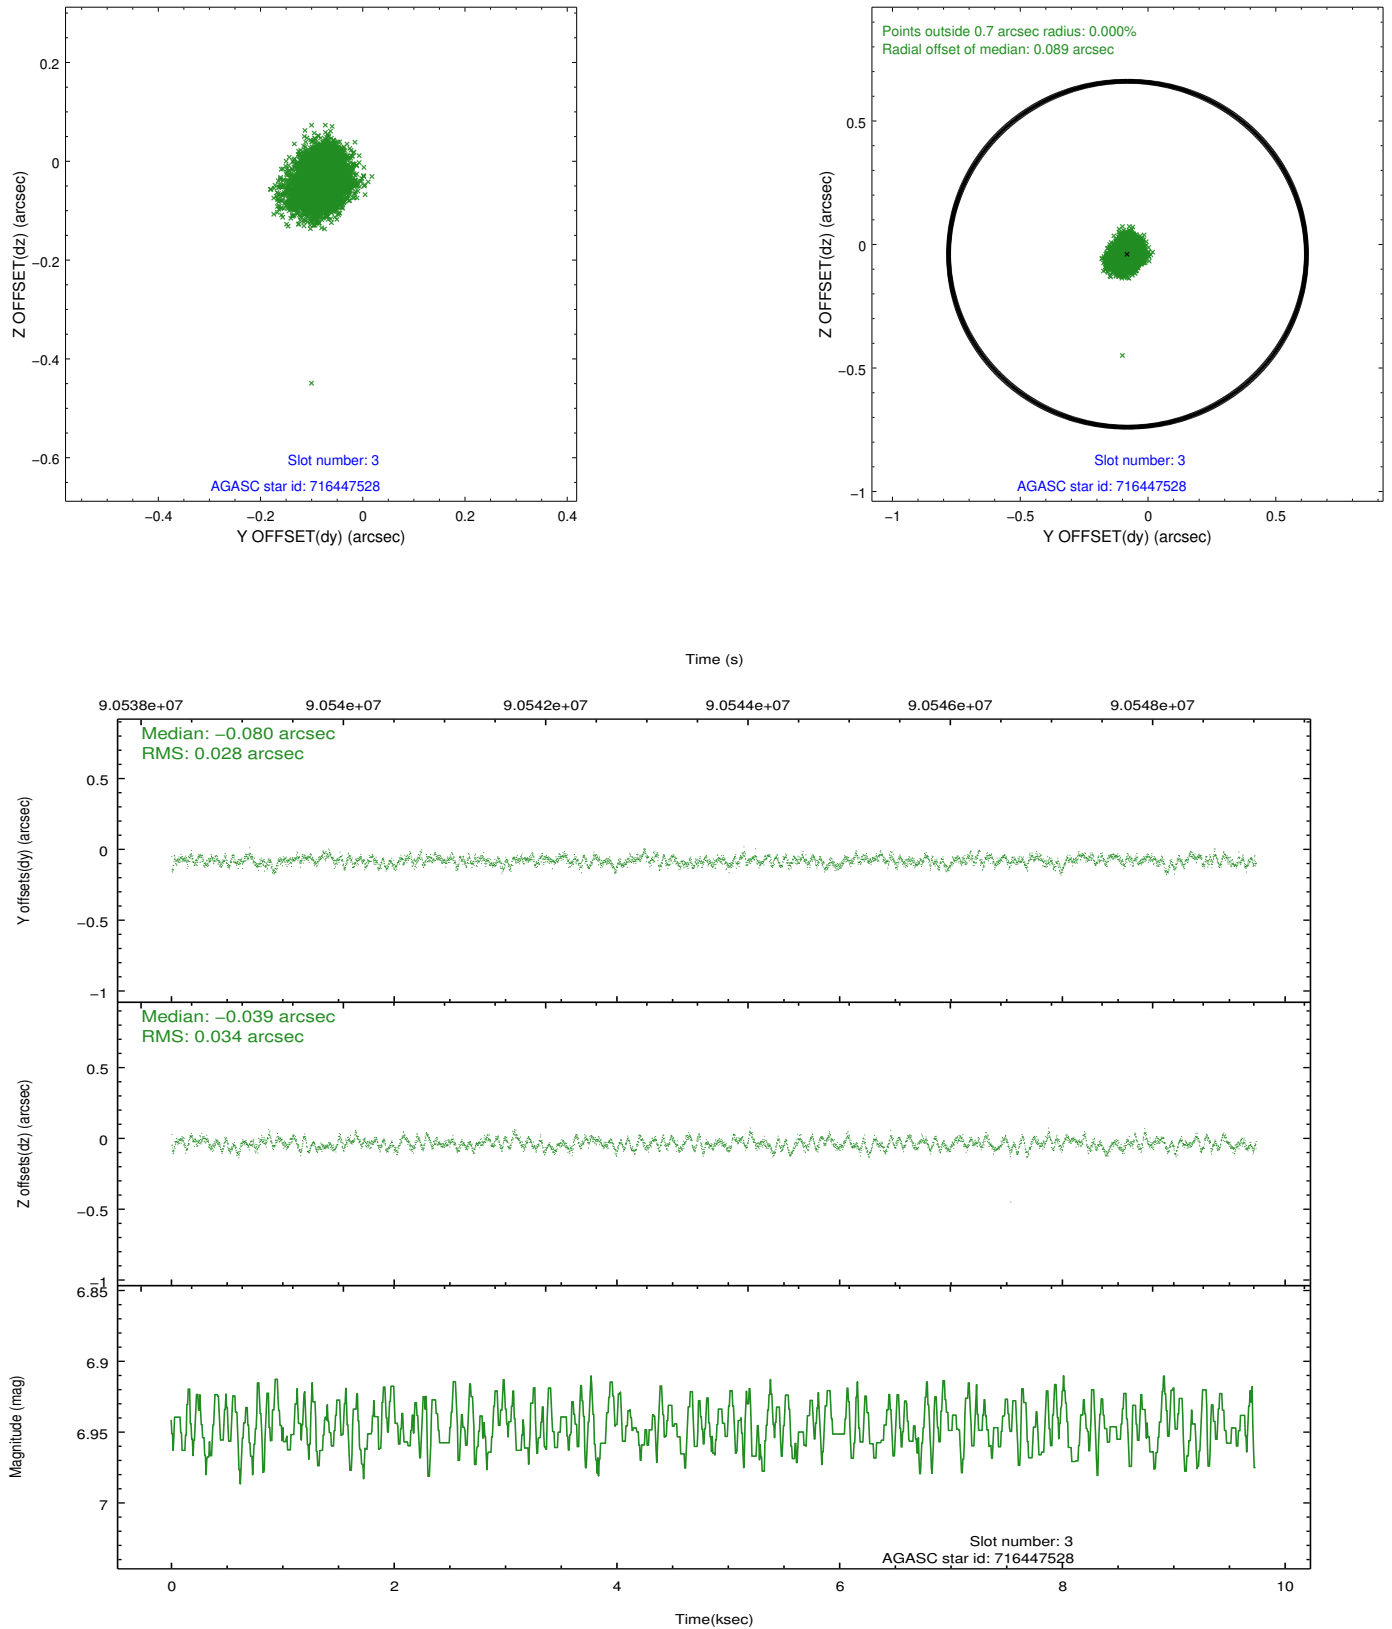 0.2
0
−0.2
−0.4
−0.6
Z OFFSET(dz) (arcsec)
Slot number: 3
AGASC star id: 716447528
−0.4
−0.2
0
0.2
0.4
Y OFFSET(dy) (arcsec)
Points outside 0.7 arcsec radius: 0.000%
Radial offset of median: 0.089 arcsec
0.5
0
−0.5
−1
Z OFFSET(dz) (arcsec)
Slot number: 3
AGASC star id: 716447528
−1
−0.5
0
0.5
Y OFFSET(dy) (arcsec)
Time (s)
9.0538e+07
9.054e+07
9.0542e+07
9.0544e+07
9.0546e+07
9.0548e+07
Median: −0.080 arcsec
RMS: 0.028 arcsec
0.5
0
−0.5
−1
Y offsets(dy) (arcsec)
Median: −0.039 arcsec
RMS: 0.034 arcsec
0.5
0
−0.5
−1
Z offsets(dz) (arcsec)
6.85
6.9
6.95
7
Magnitude (mag)
Slot number: 3
AGASC star id: 716447528
0
2
4
6
8
10
Time(ksec)